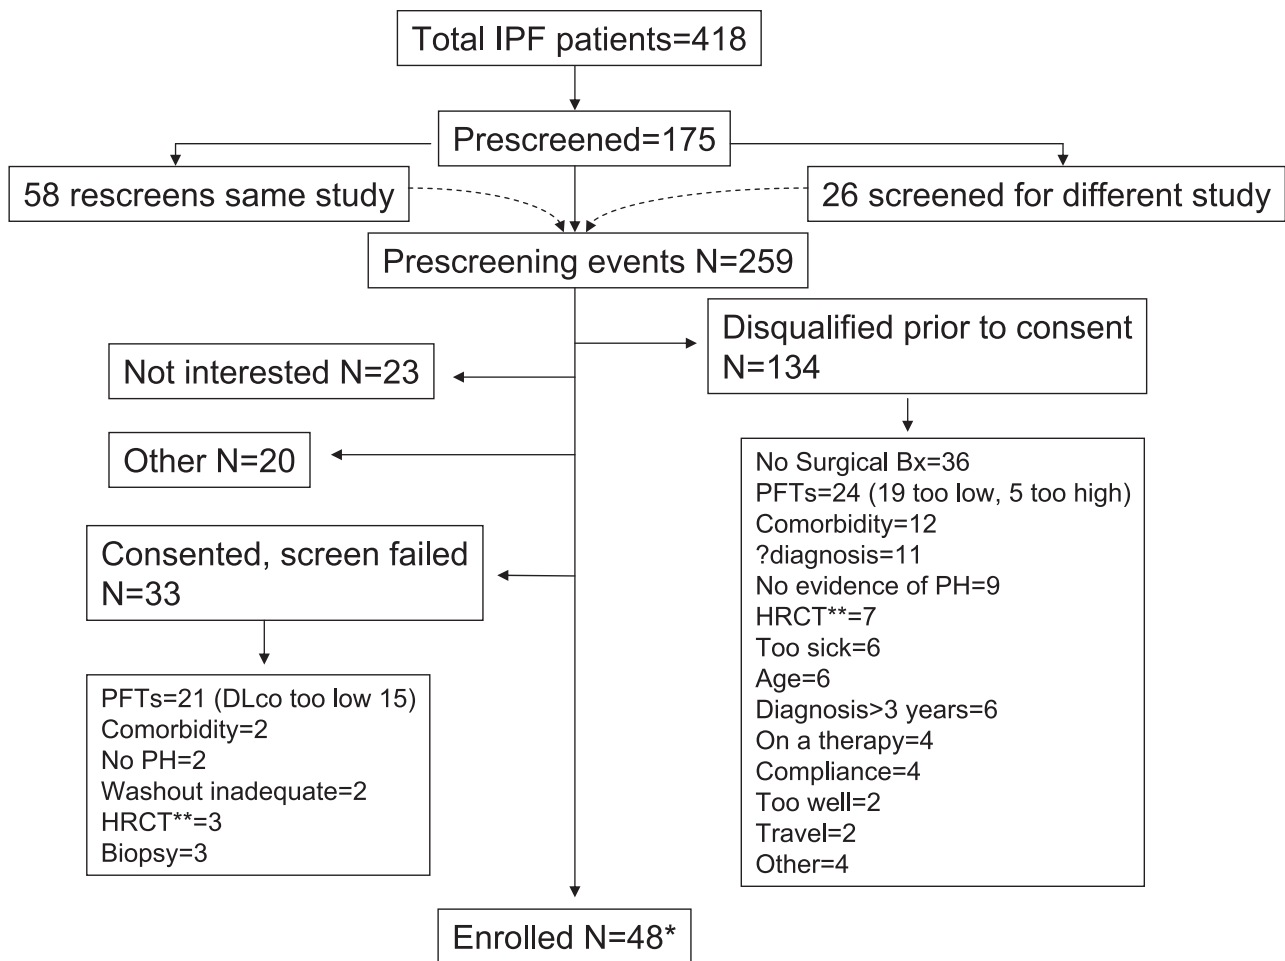 Total IPF patients=418
Prescreened=175
58 rescreens same study
26 screened for different study
Prescreening events N=259
Disqualified prior to consent
N=134
Not interested N=23
Other N=20
No Surgical Bx=36
PFTs=24 (19 too low, 5 too high)
Comorbidity=12
?diagnosis=11
No evidence of PH=9
HRCT**=7
Too sick=6
Age=6
Diagnosis>3 years=6
On a therapy=4
Compliance=4
Too well=2
Travel=2
Other=4
Consented, screen failed
N=33
PFTs=21 (DLco too low 15)
Comorbidity=2
No PH=2
Washout inadequate=2
HRCT**=3
Biopsy=3
Enrolled N=48*